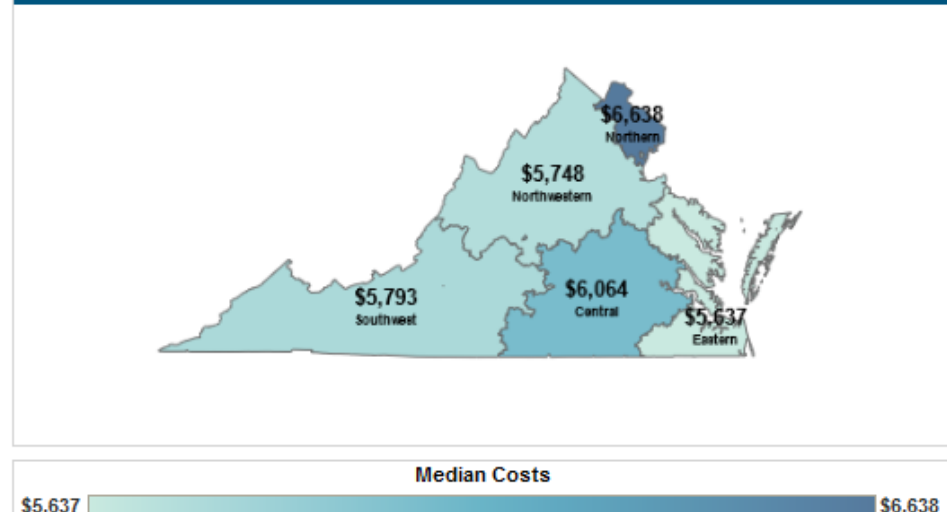 $6,638
Northern
$5,748
Northwestern
$5,793
Southwest
$6,064
Central
$5,637
Eastern
Median Costs
$5,637 $6,638